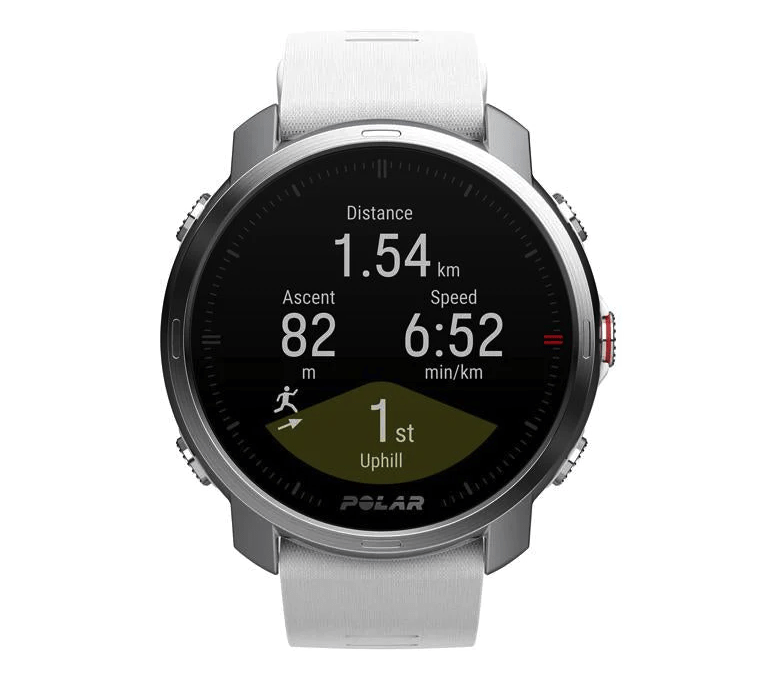 Distance
1.54 km
Ascent Speed
82 6:52
m min/km
1st
Uphill
POLAR